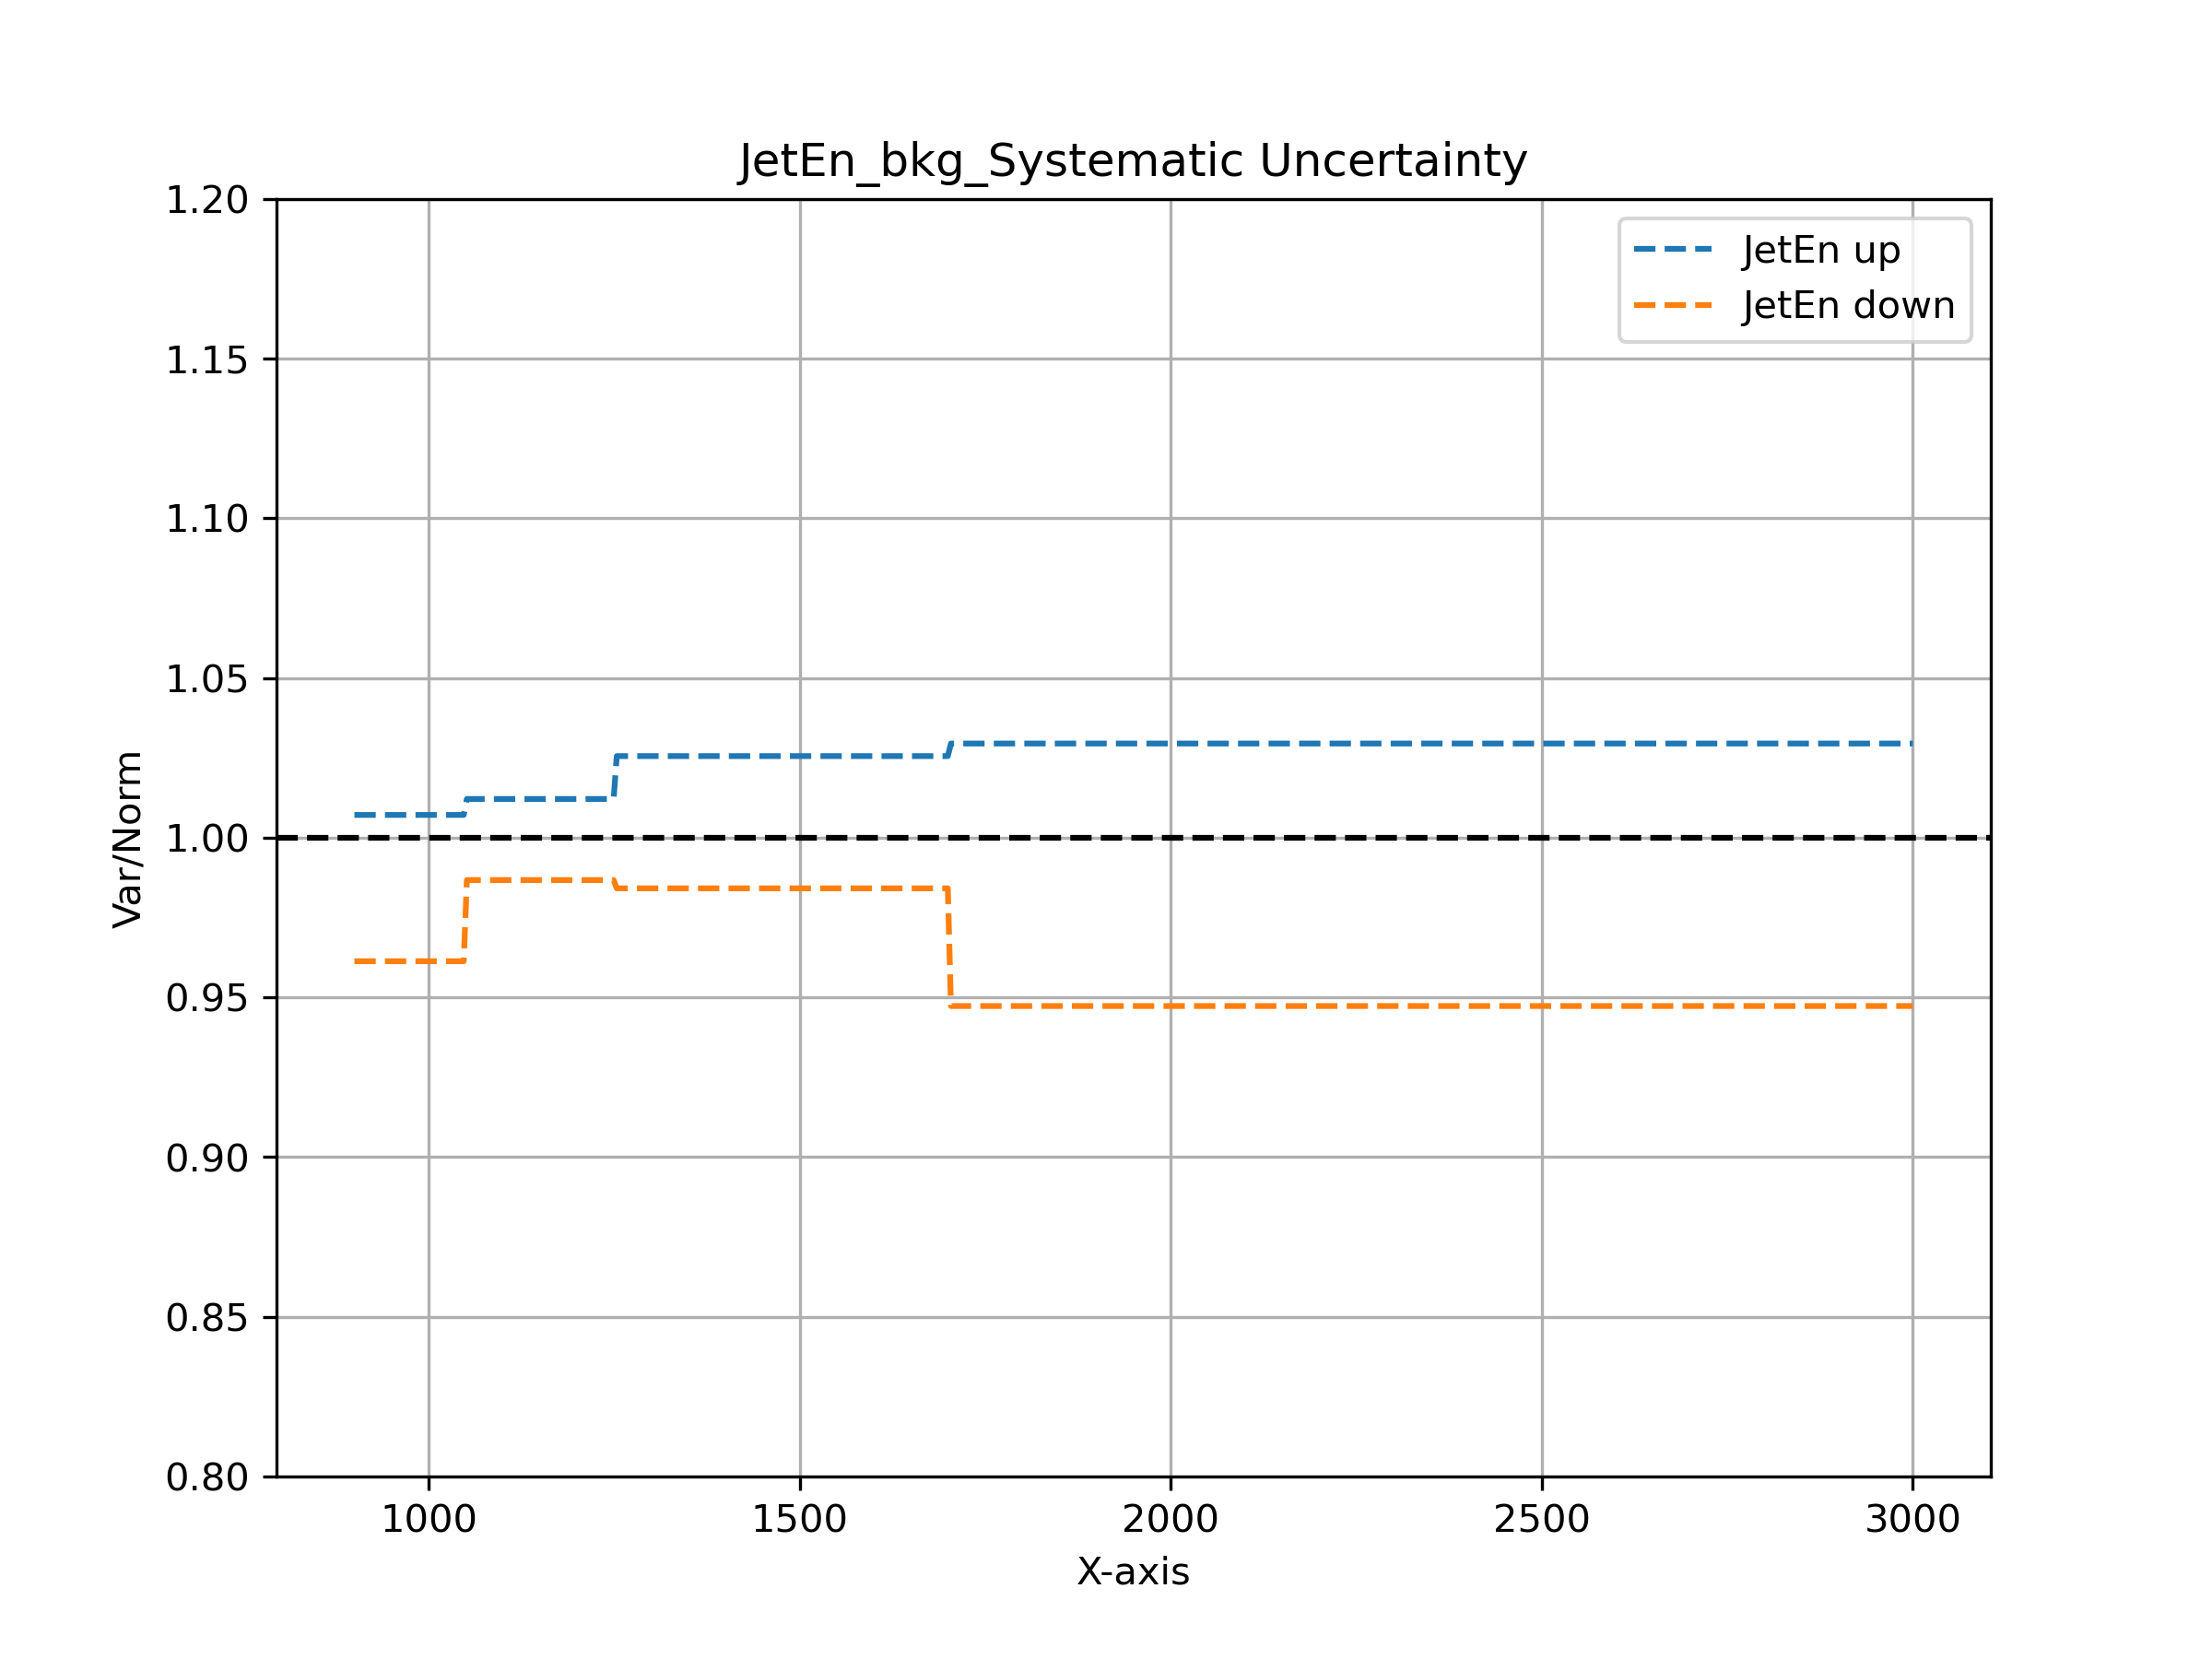 JetEn_bkg_Systematic Uncertainty
1.20
1.15
1.10
1.05
1.00
0.95
0.90
0.85
0.80
Var/Norm
JetEn up
JetEn down
1000 1500 2000 2500 3000
X-axis